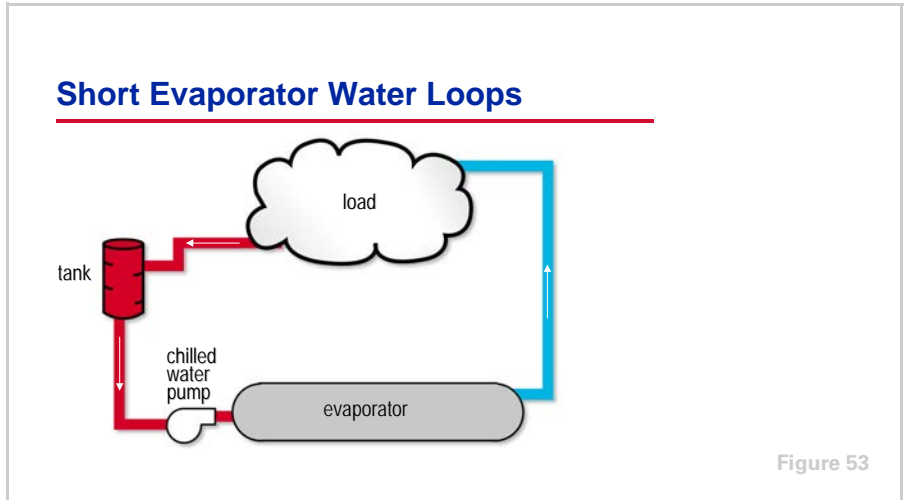 Short Evaporator Water Loops
load
tank
chilled
water
pump
evaporator
Figure 53